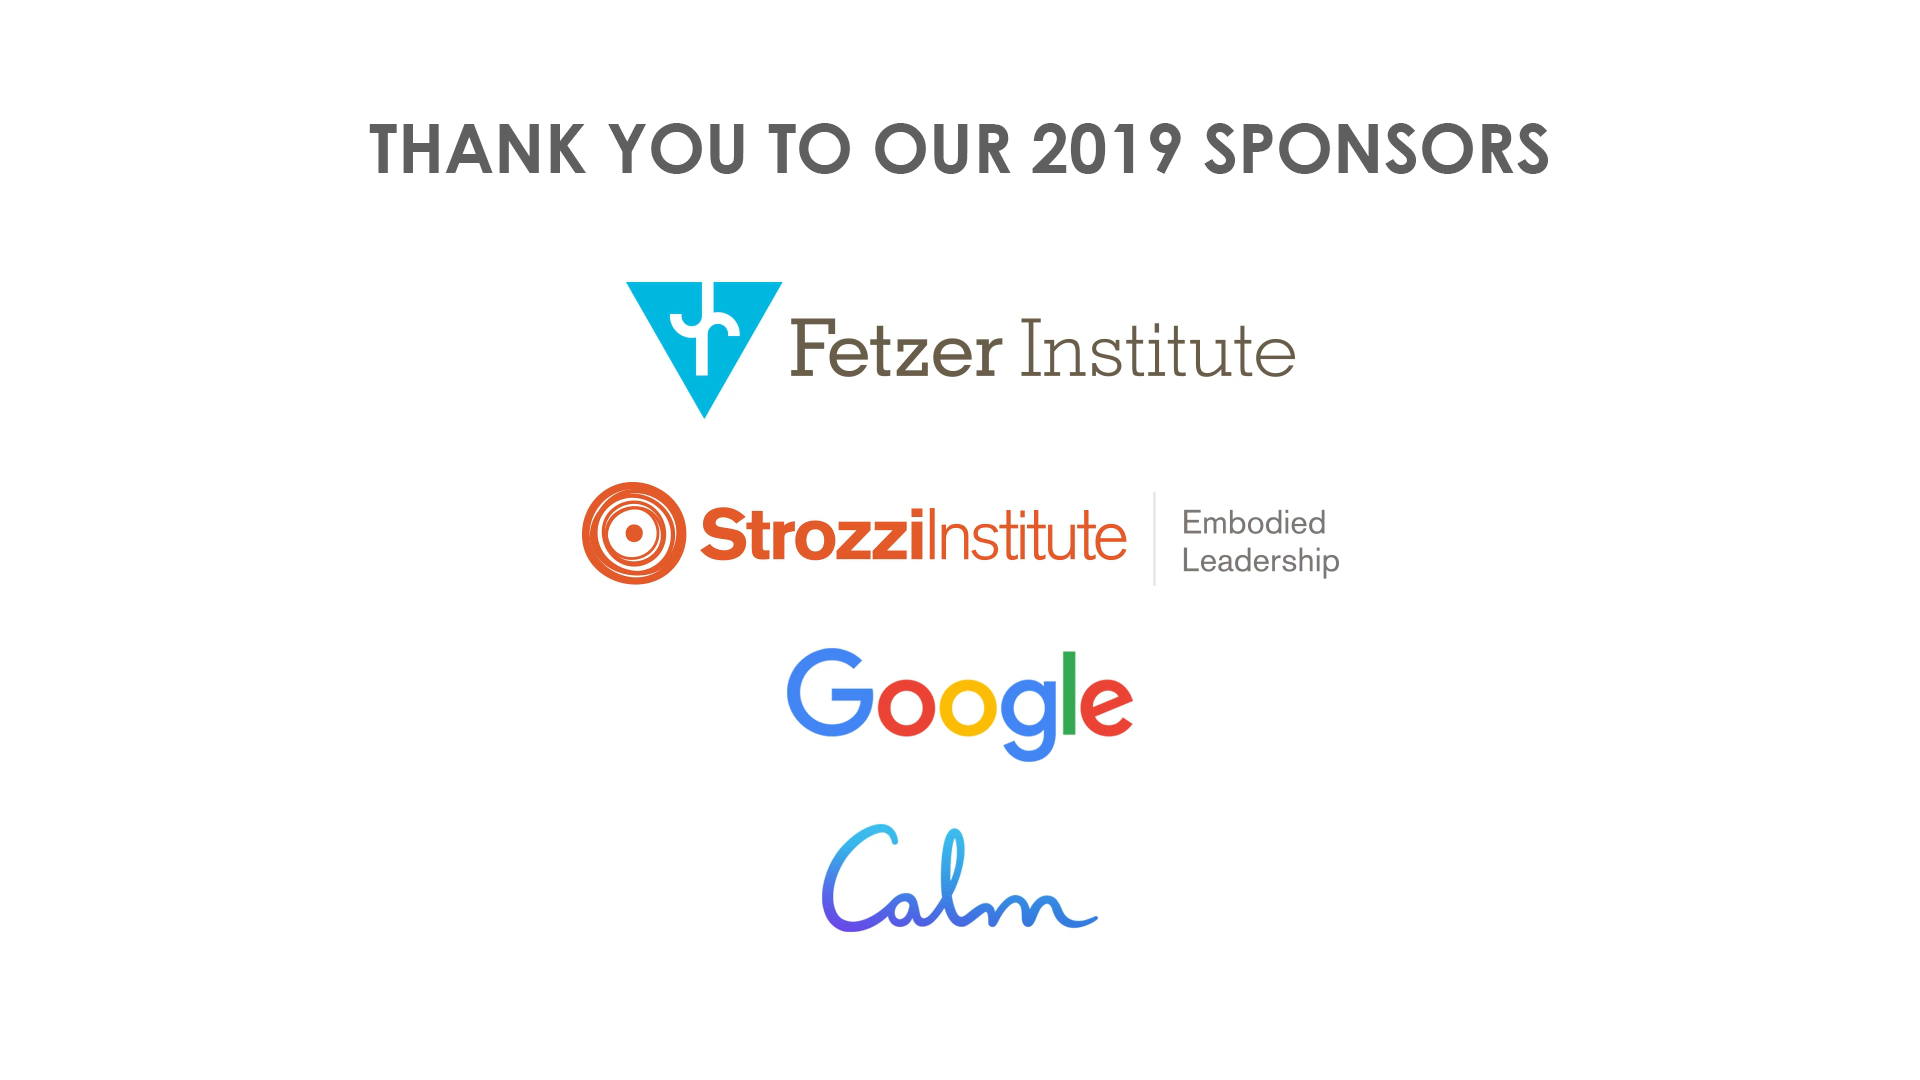 THANK YOU TO OUR 2019 SPONSORS
Fetzer Institute
StrozziInstitute
Embodied
Leadership
Google
Calm